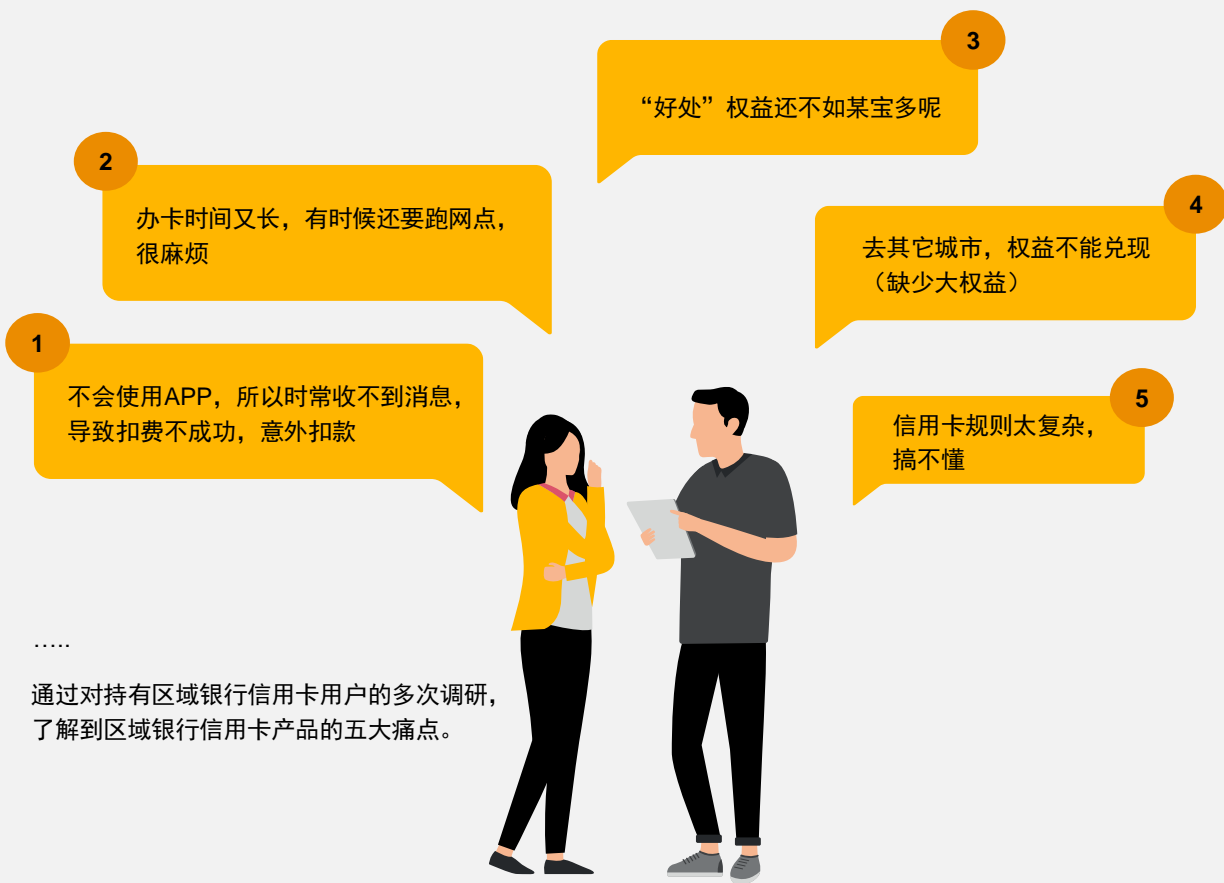 3
“好处”权益还不如某宝多呢
2
办卡时间又长，有时候还要跑网点，
很麻烦
4
去其它城市，权益不能兑现
（缺少大权益）
1
不会使用APP，所以时常收不到消息，
导致扣费不成功，意外扣款
5
信用卡规则太复杂，
搞不懂
…..
通过对持有区域银行信用卡用户的多次调研，
了解到区域银行信用卡产品的五大痛点。